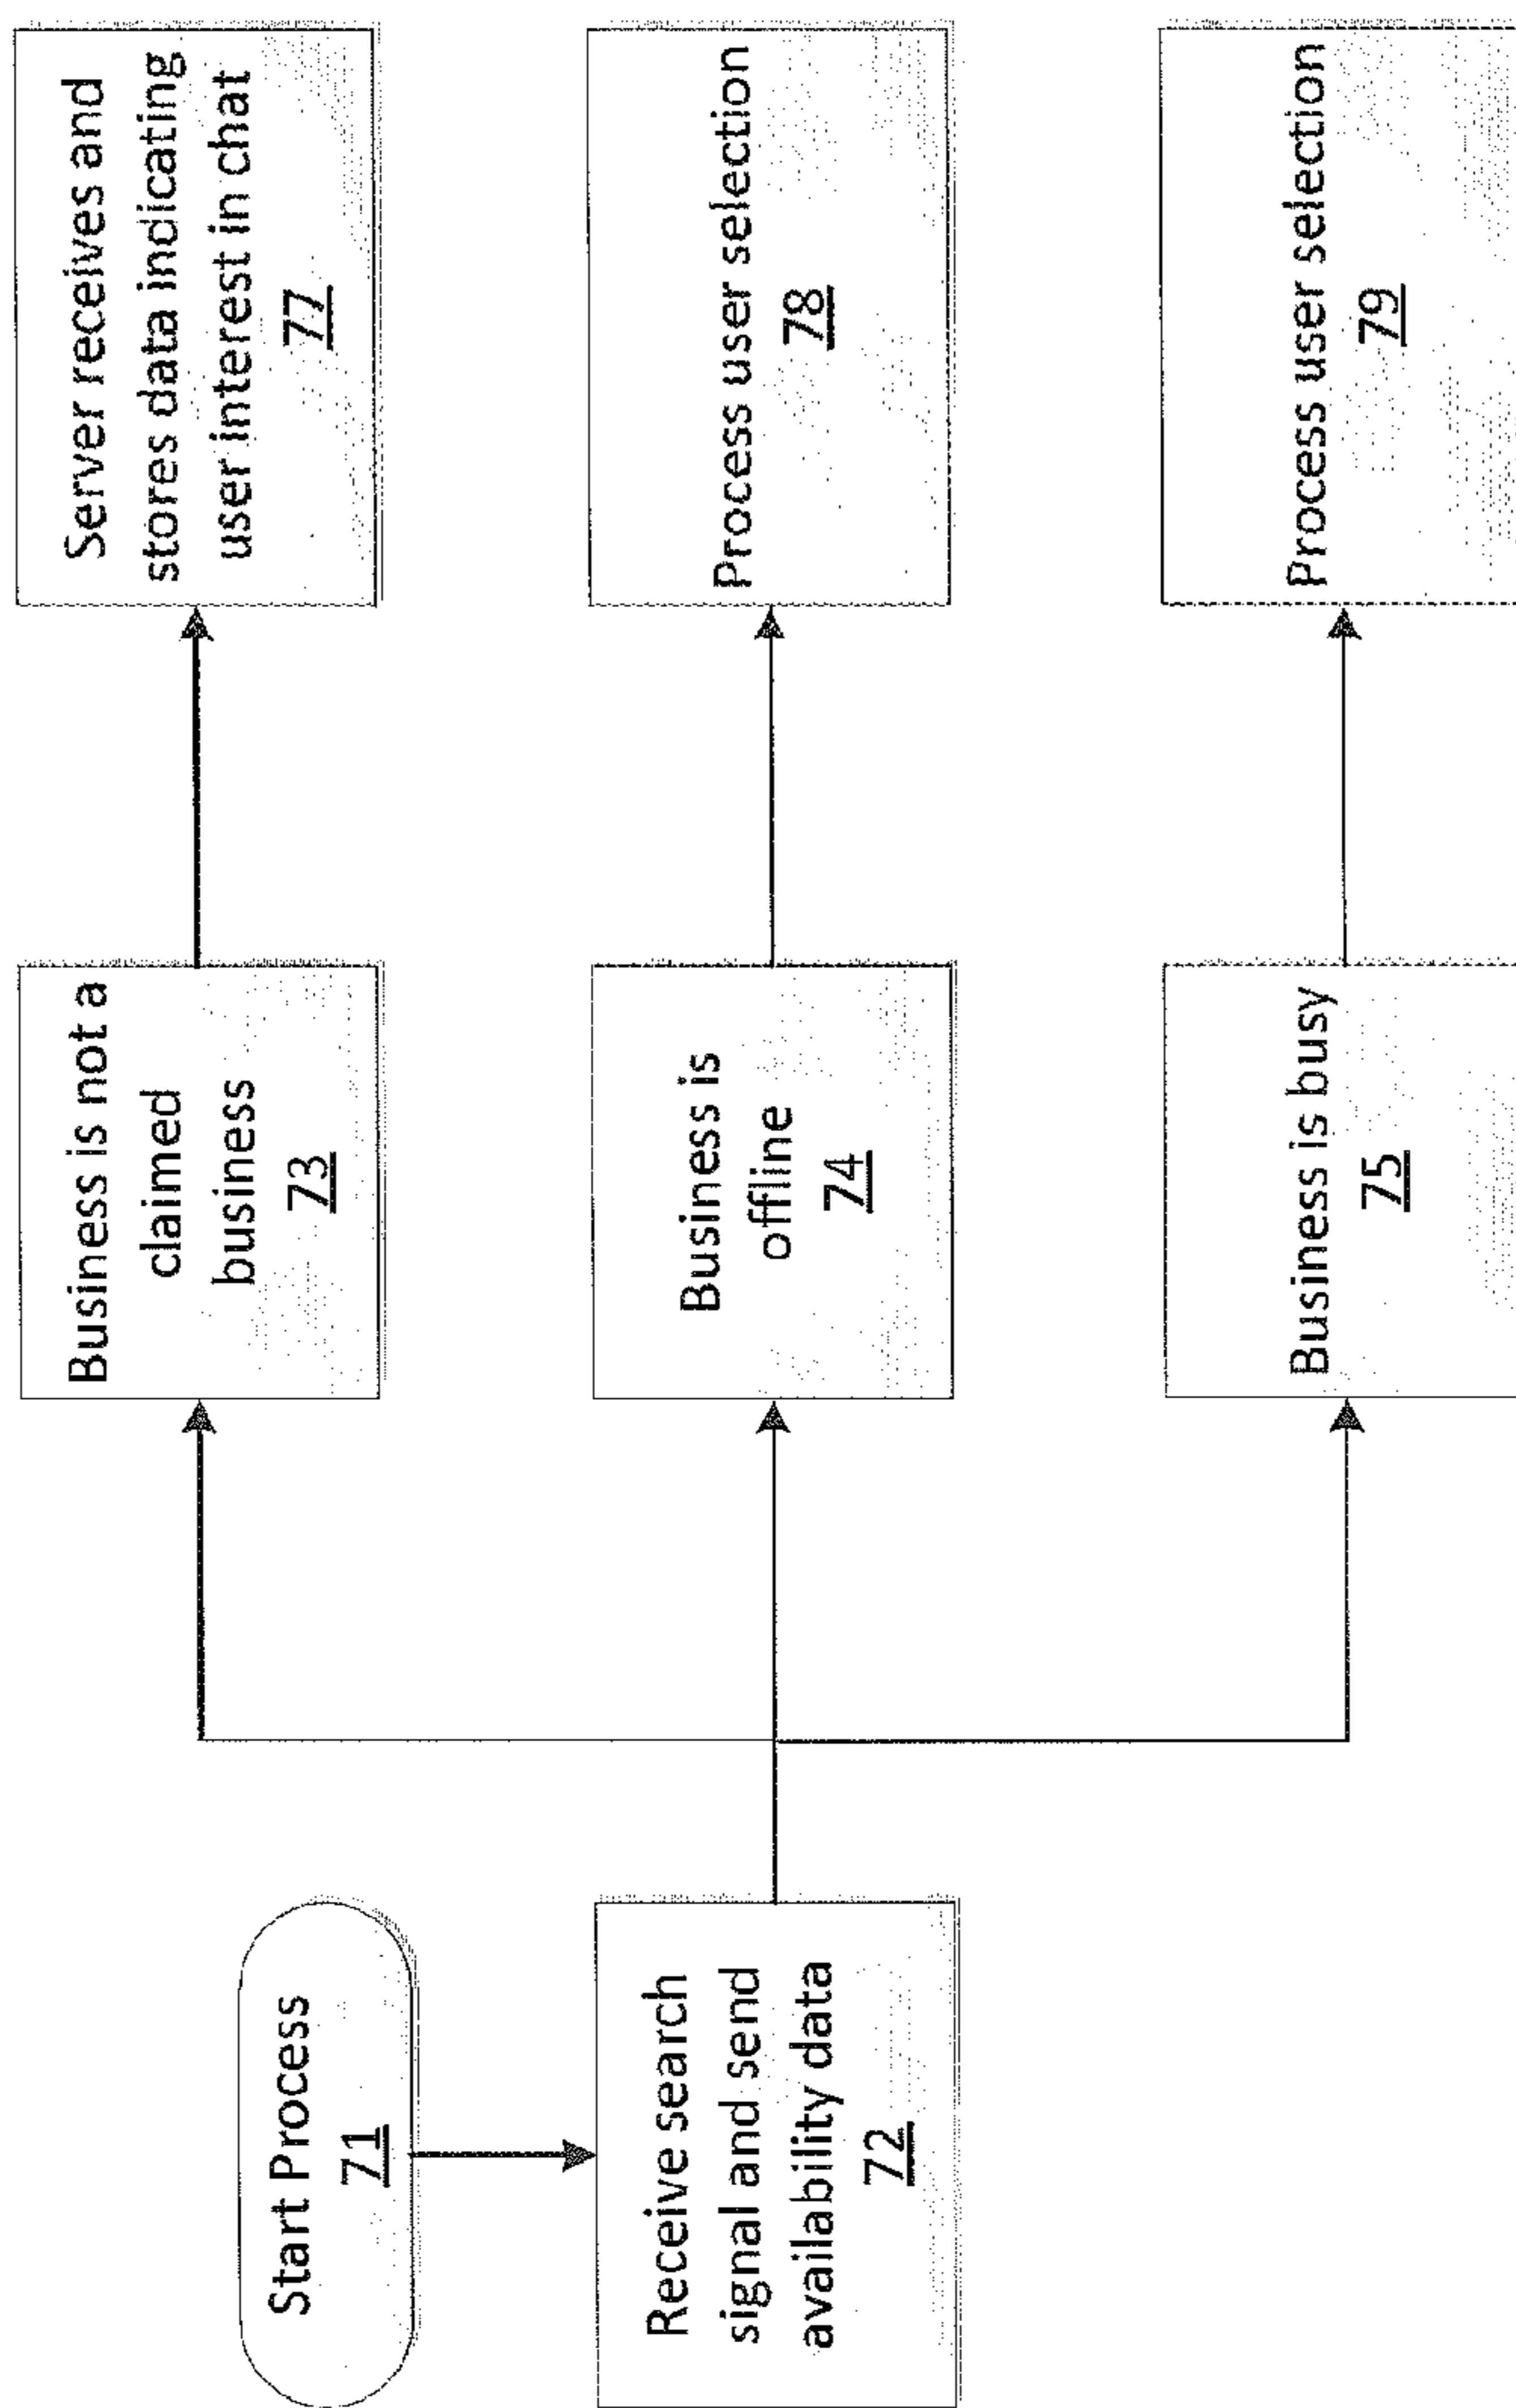 Start Process
71
Receive search
signal and send
availability data
72
Business is not a
claimed
business
73
Business is
offline
74
Business is busy
75
Server receives and
stores data indicating
user interest in chat
77
Process user selection
78
Process user selection
79